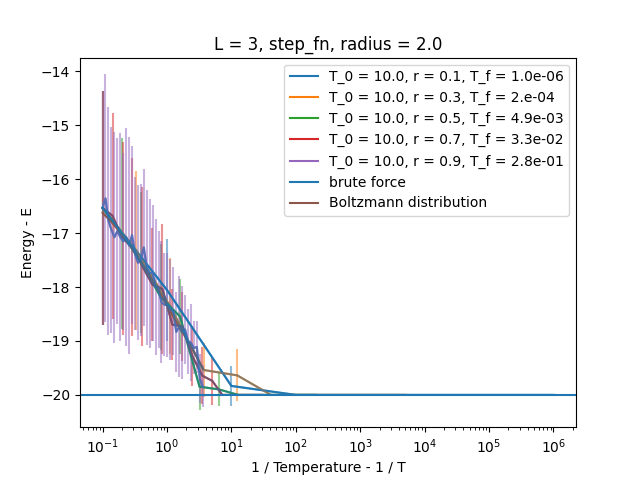 L = 3, step_fn, radius = 2.0
T_0 = 10.0, r = 0.1, T_f = 1.0e-06
T_0 = 10.0, r = 0.3, T_f = 2.e-04
T_0 = 10.0, r = 0.5, T_f = 4.9e-03
T_0 = 10.0, r = 0.7, T_f = 3.3e-02
T_0 = 10.0, r = 0.9, T_f = 2.8e-01
brute force
Boltzmann distribution
Energy - E
−14
−15
−16
−17
−18
−19
−20
10⁻¹ 10⁰ 10¹ 10² 10³ 10⁴ 10⁵ 10⁶
1 / Temperature - 1 / T